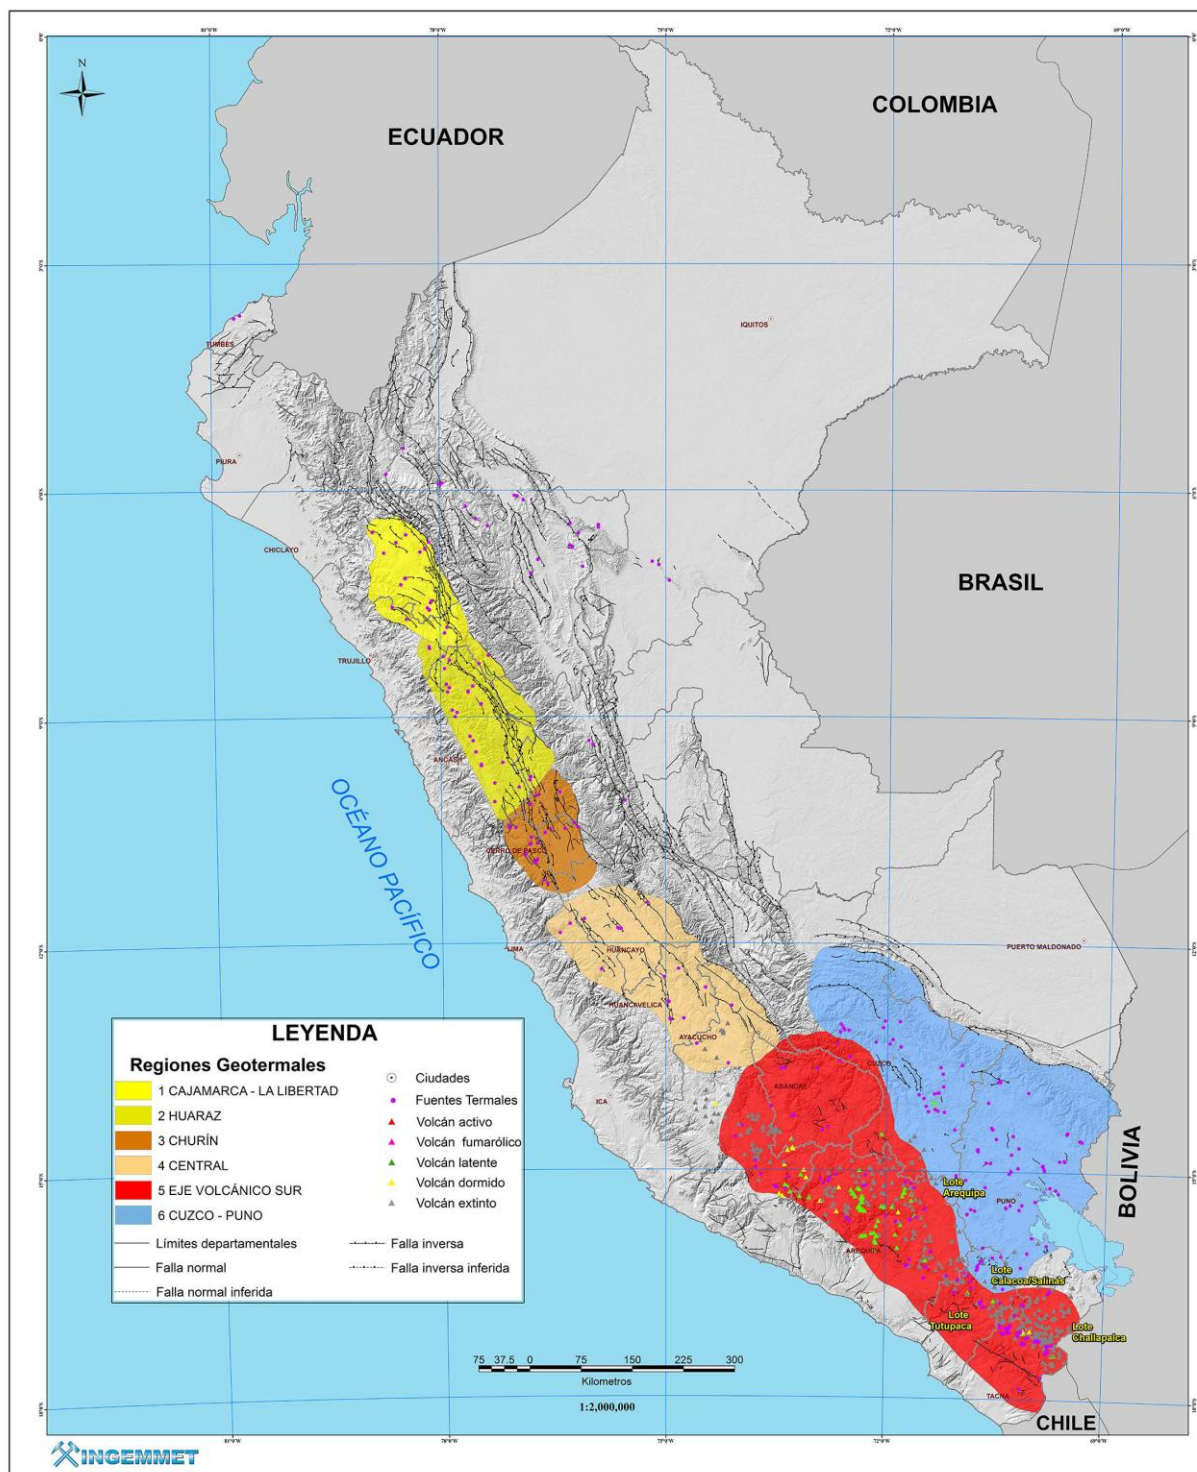 N
ECUADOR
COLOMBIA
IQUITOS
TUMBES
PIURA
CHICLAYO
BRASIL
TRUJILLO
ANCASH
OCÉANO PACÍFICO
CERRO DE PASCO
LIMA
HUANCAYO
PUERTO MALDONADO
HUANCAVELICA
AYACUCHO
CUZCO
ABANCAY
ICA
BOLIVIA
Lote
Arequipa
PUNO
AREQUIPA
Lote
Calacoa/Salinas
Lote
Tutupaca
Lote
Challapalca
TACNA
CHILE
LEYENDA
Regiones Geotermales
1 CAJAMARCA - LA LIBERTAD
2 HUARAZ
3 CHURÍN
4 CENTRAL
5 EJE VOLCÁNICO SUR
6 CUZCO - PUNO
Límites departamentales
Falla normal
Falla normal inferida
Ciudades
Fuentes Termales
Volcán activo
Volcán fumarólico
Volcán latente
Volcán dormido
Volcán extinto
Falla inversa
Falla inversa inferida
75 37.5 0 75 150 225 300
Kilometros
1:2,000,000
INGEMMET